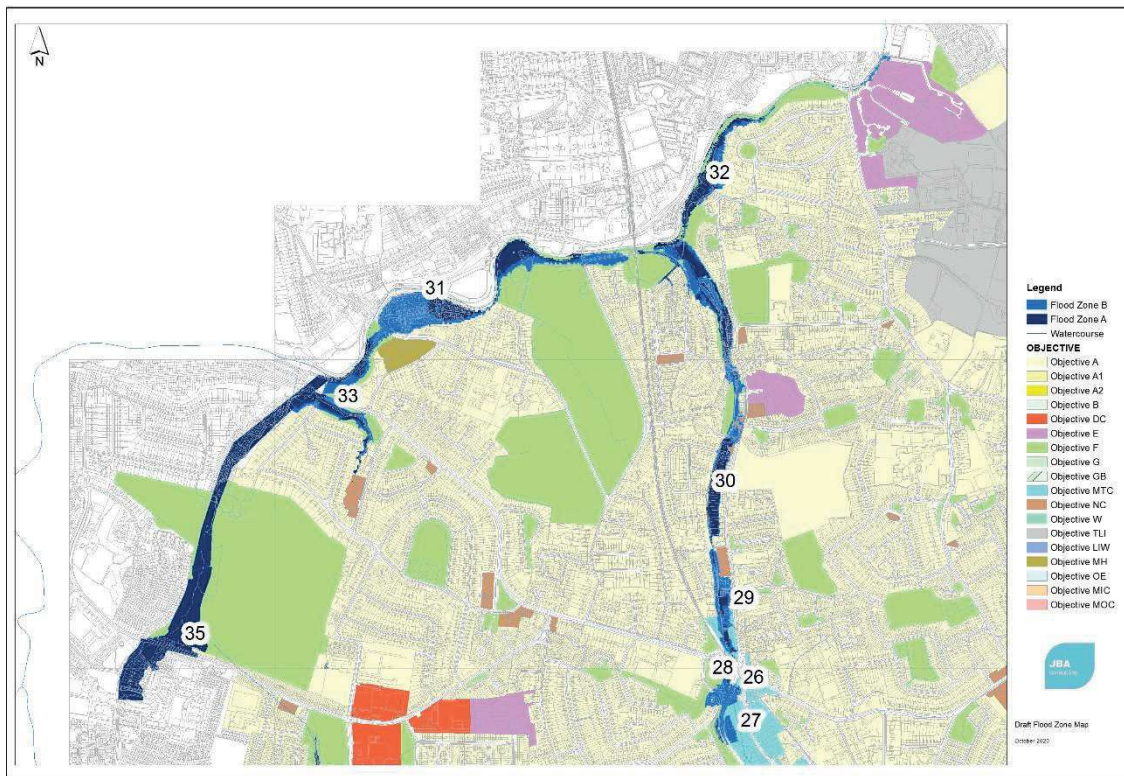 N
32
31
33
30
29
35
28
26
27
Legend
Flood Zone B
Flood Zone A
Watercourse
OBJECTIVE
Objective A
Objective A1
Objective A2
Objective B
Objective DC
Objective E
Objective F
Objective G
Objective GB
Objective MTC
Objective NC
Objective W
Objective TLI
Objective LIW
Objective MH
Objective OE
Objective MIC
Objective MOC
JBA
Draft Flood Zone Map